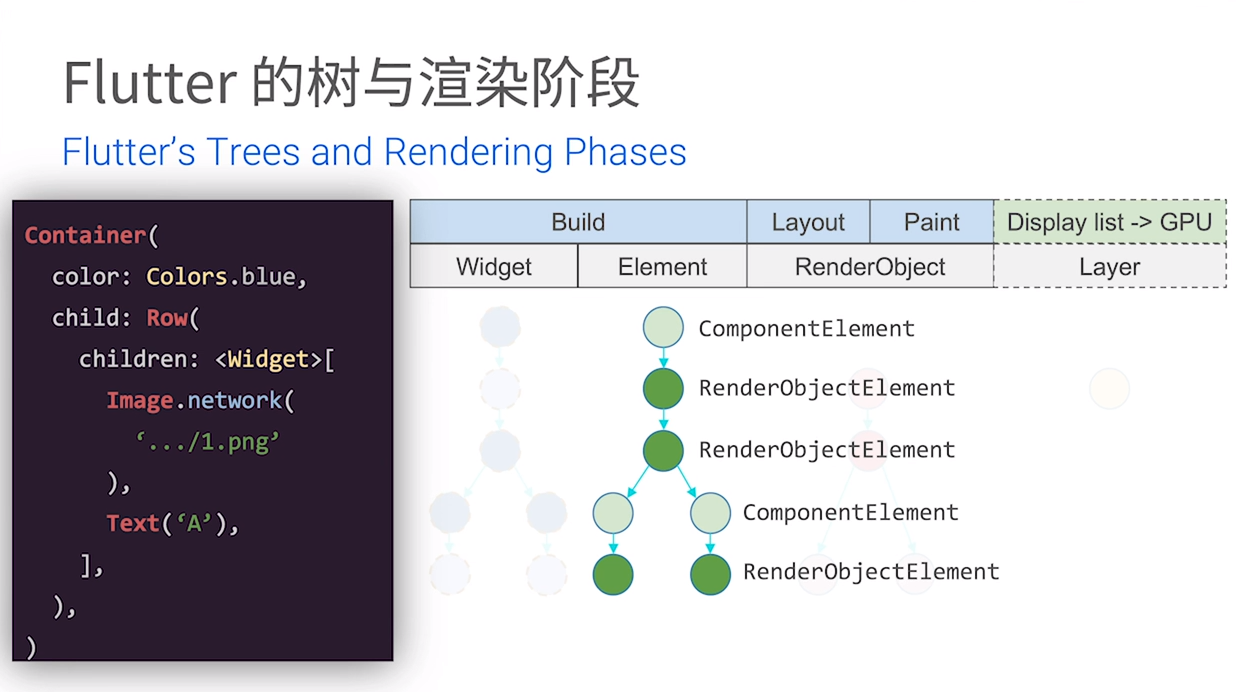 Flutter 的树与渲染阶段
Flutter’s Trees and Rendering Phases
Container(
color: Colors.blue,
child: Row(
children: <Widget>[
Image.network(
‘.../1.png’
),
Text(‘A’),
],
),
)
Build Layout Paint Display list -> GPU
Widget Element RenderObject Layer
ComponentElement
RenderObjectElement
RenderObjectElement
ComponentElement
RenderObjectElement